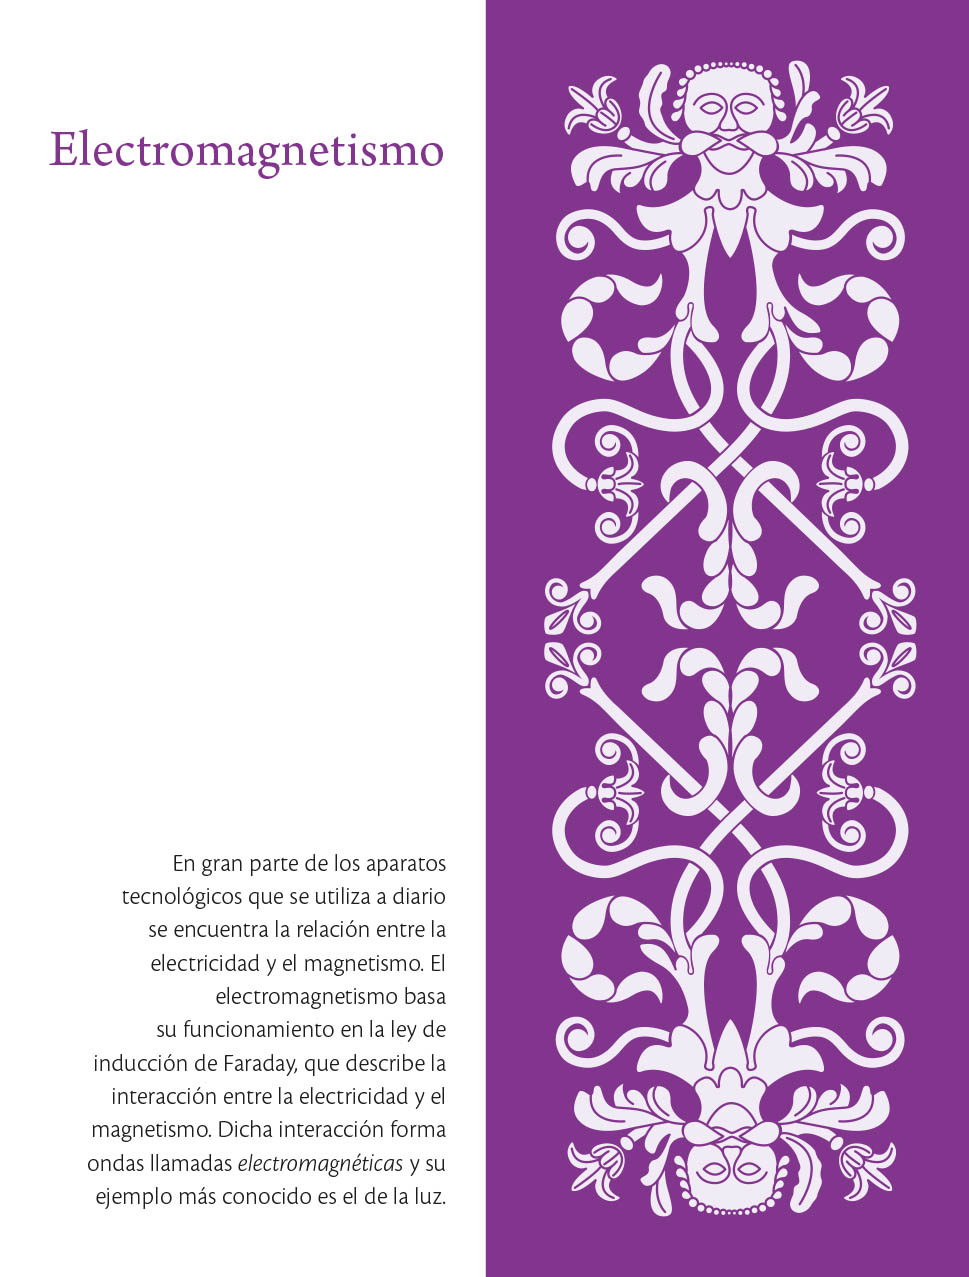 Electromagnetismo
En gran parte de los aparatos
tecnológicos que se utiliza a diario
se encuentra la relación entre la
electricidad y el magnetismo. El
electromagnetismo basa
su funcionamiento en la ley de
inducción de Faraday, que describe la
interacción entre la electricidad y el
magnetismo. Dicha interacción forma
ondas llamadas electromagnéticas y su
ejemplo más conocido es el de la luz.